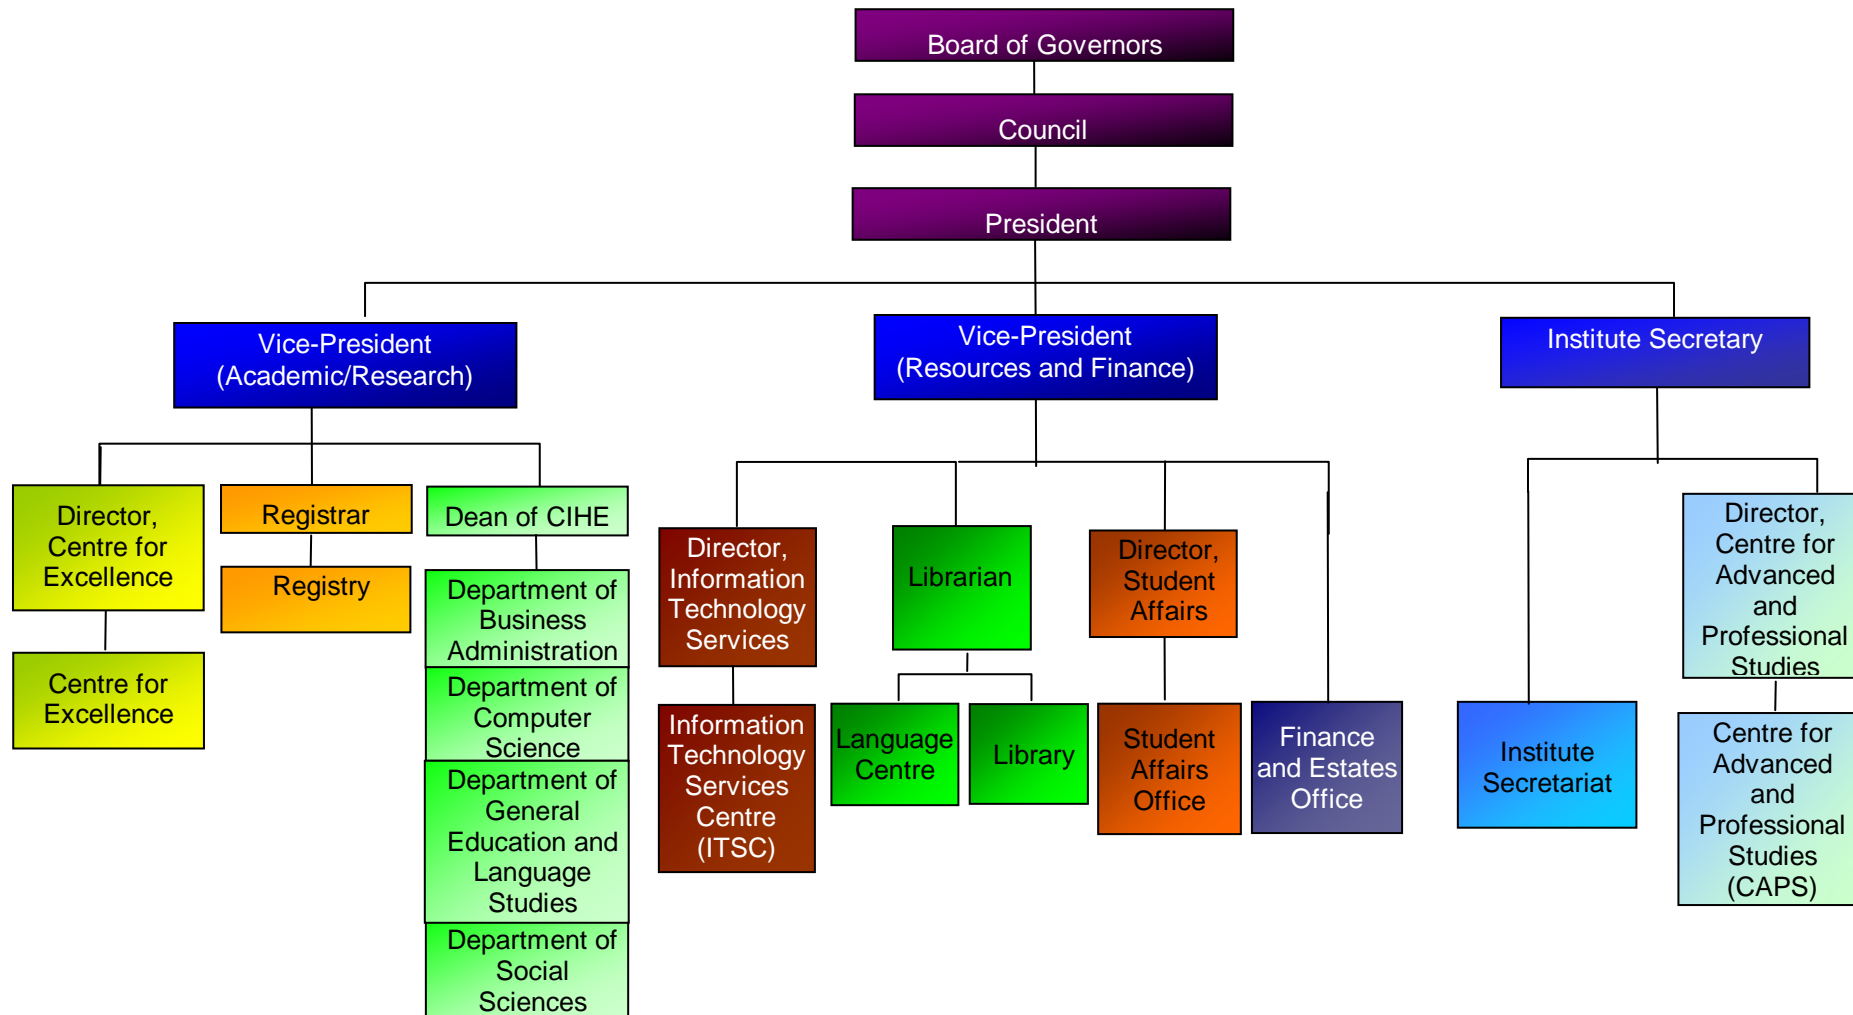 Board of Governors
Council
President
Vice-President
(Academic/Research)
Vice-President
(Resources and Finance)
Institute Secretary
Director,
Centre for
Excellence
Centre for
Excellence
Registrar
Registry
Dean of CIHE
Department of
Business
Administration
Department of
Computer
Science
Department of
General
Education and
Language
Studies
Department of
Social
Sciences
Director,
Information
Technology
Services
Information
Technology
Services
Centre
(ITSC)
Librarian
Language
Centre
Library
Director,
Student
Affairs
Student
Affairs
Office
Finance
and Estates
Office
Institute
Secretariat
Director,
Centre for
Advanced
and
Professional
Studies
Centre for
Advanced
and
Professional
Studies
(CAPS)